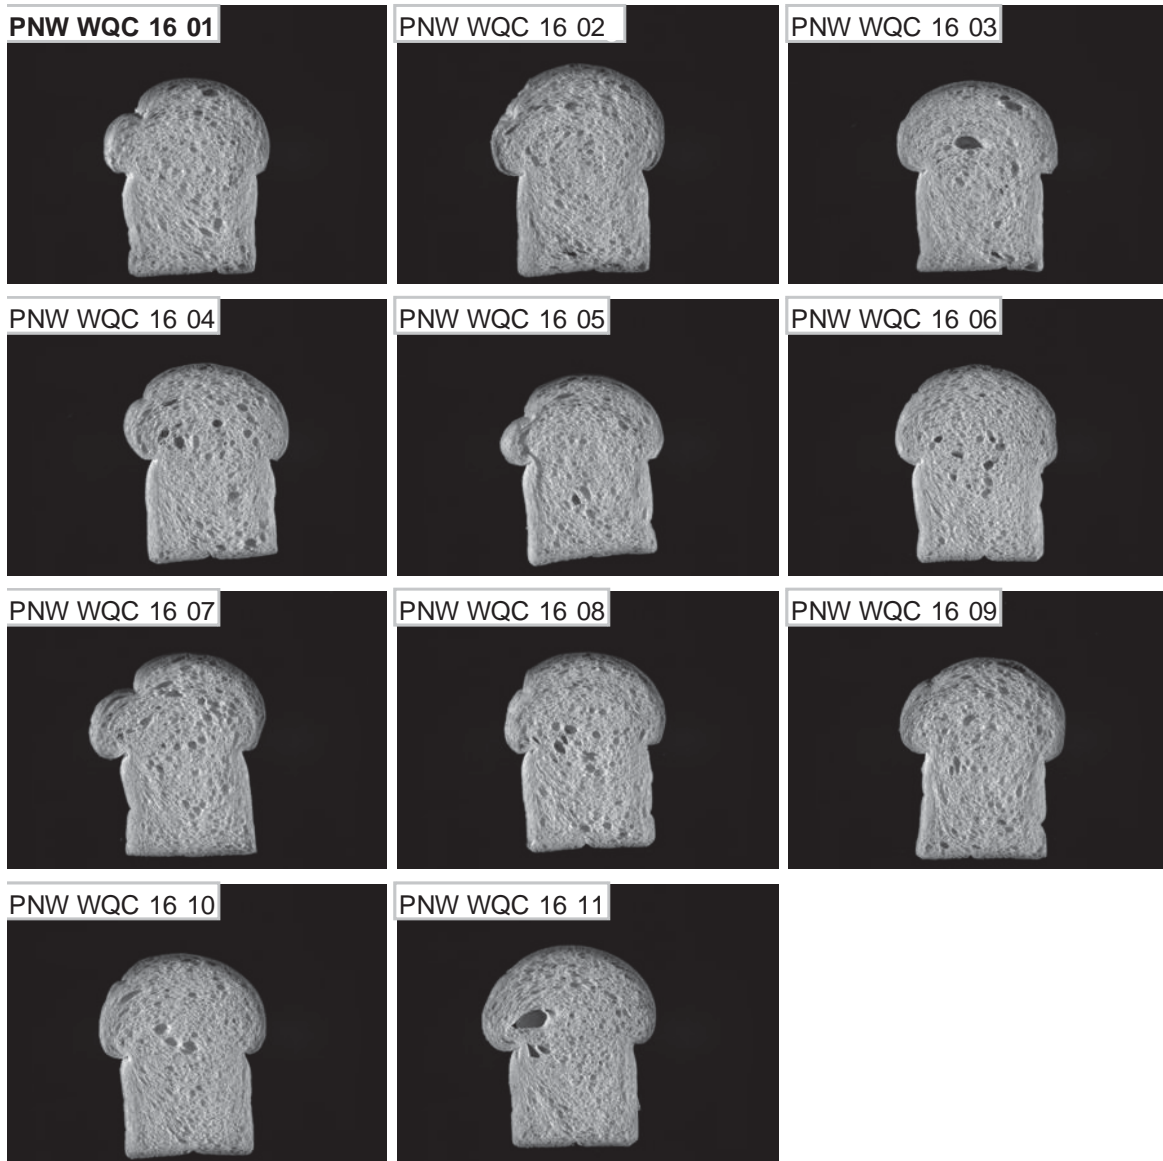 PNW WQC 16 01
PNW WQC 16 02
PNW WQC 16 03
PNW WQC 16 04
PNW WQC 16 05
PNW WQC 16 06
PNW WQC 16 07
PNW WQC 16 08
PNW WQC 16 09
PNW WQC 16 10
PNW WQC 16 11